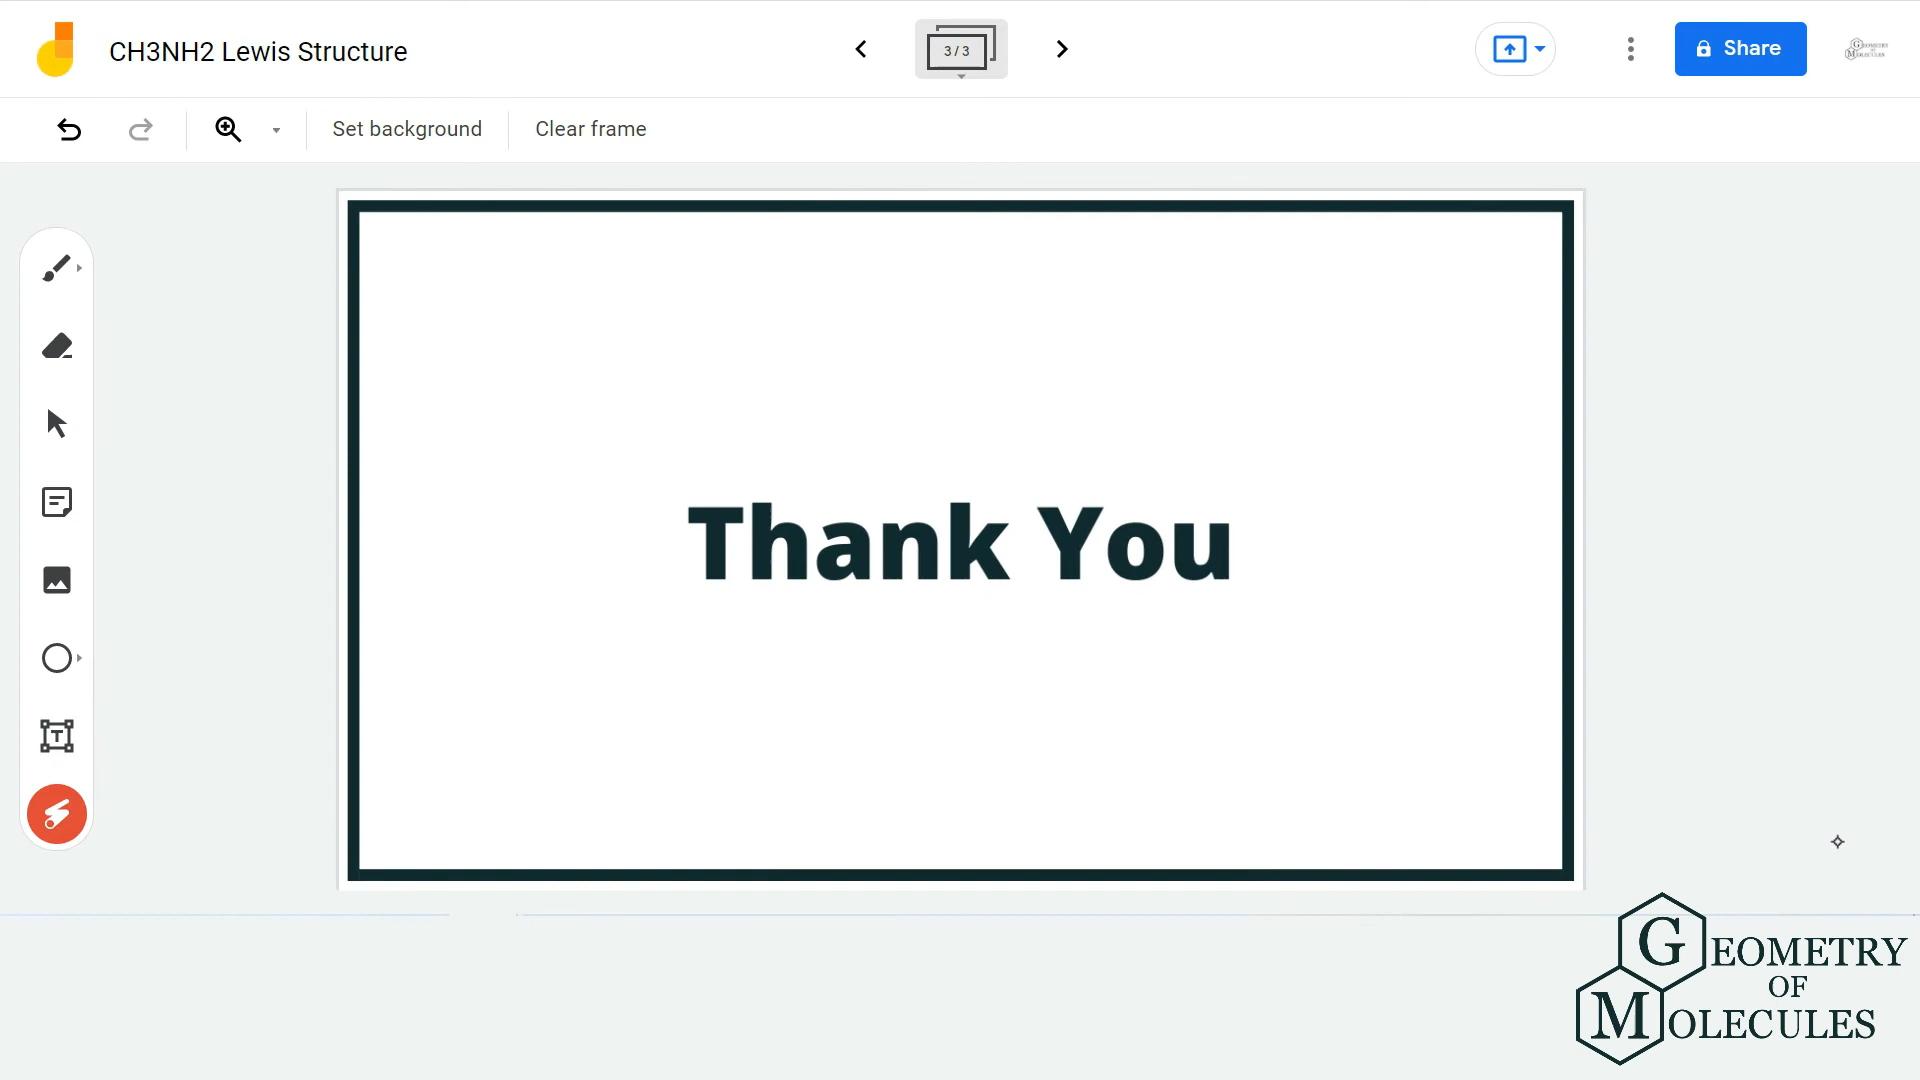 CH3NH2 Lewis Structure
3/3
Share
Set background
Clear frame
Thank You
GEOMETRY
OF
MOLECULES